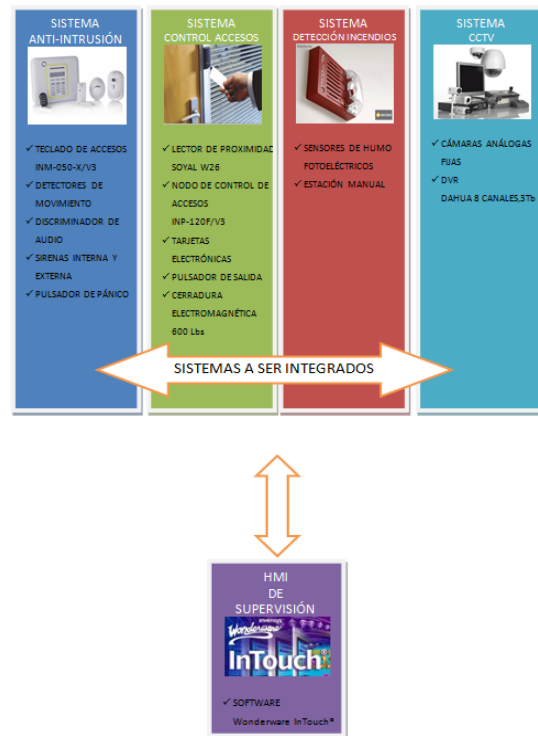 SISTEMA
ANTI-INTRUSIÓN
✓ TECLADO DE ACCESOS
INM-050-X/V3
✓ DETECTORES DE
MOVIMIENTO
✓ DISCRIMINADOR DE
AUDIO
✓ SIRENAS INTERNA Y
EXTERNA
✓ PULSADOR DE PÁNICO
SISTEMA
CONTROL ACCESOS
✓ LECTOR DE PROXIMIDAD
SOYAL W26
✓ NODO DE CONTROL DE
ACCESOS
INP-120F/V3
✓ TARJETAS
ELECTRÓNICAS
✓ PULSADOR DE SALIDA
✓ CERRADURA
ELECTROMAGNÉTICA
600 Lbs
SISTEMA
DETECCIÓN INCENDIOS
✓ SENSORES DE HUMO
FOTOELÉCTRICOS
✓ ESTACIÓN MANUAL
SISTEMA
CCTV
✓ CÁMARAS ANÁLOGAS
FIJAS
✓ DVR
DAHUA 8 CANALES,3Tb
SISTEMAS A SER INTEGRADOS
HMI
DE
SUPERVISIÓN
Wonderware
InTouch®
✓ SOFTWARE
Wonderware InTouch®